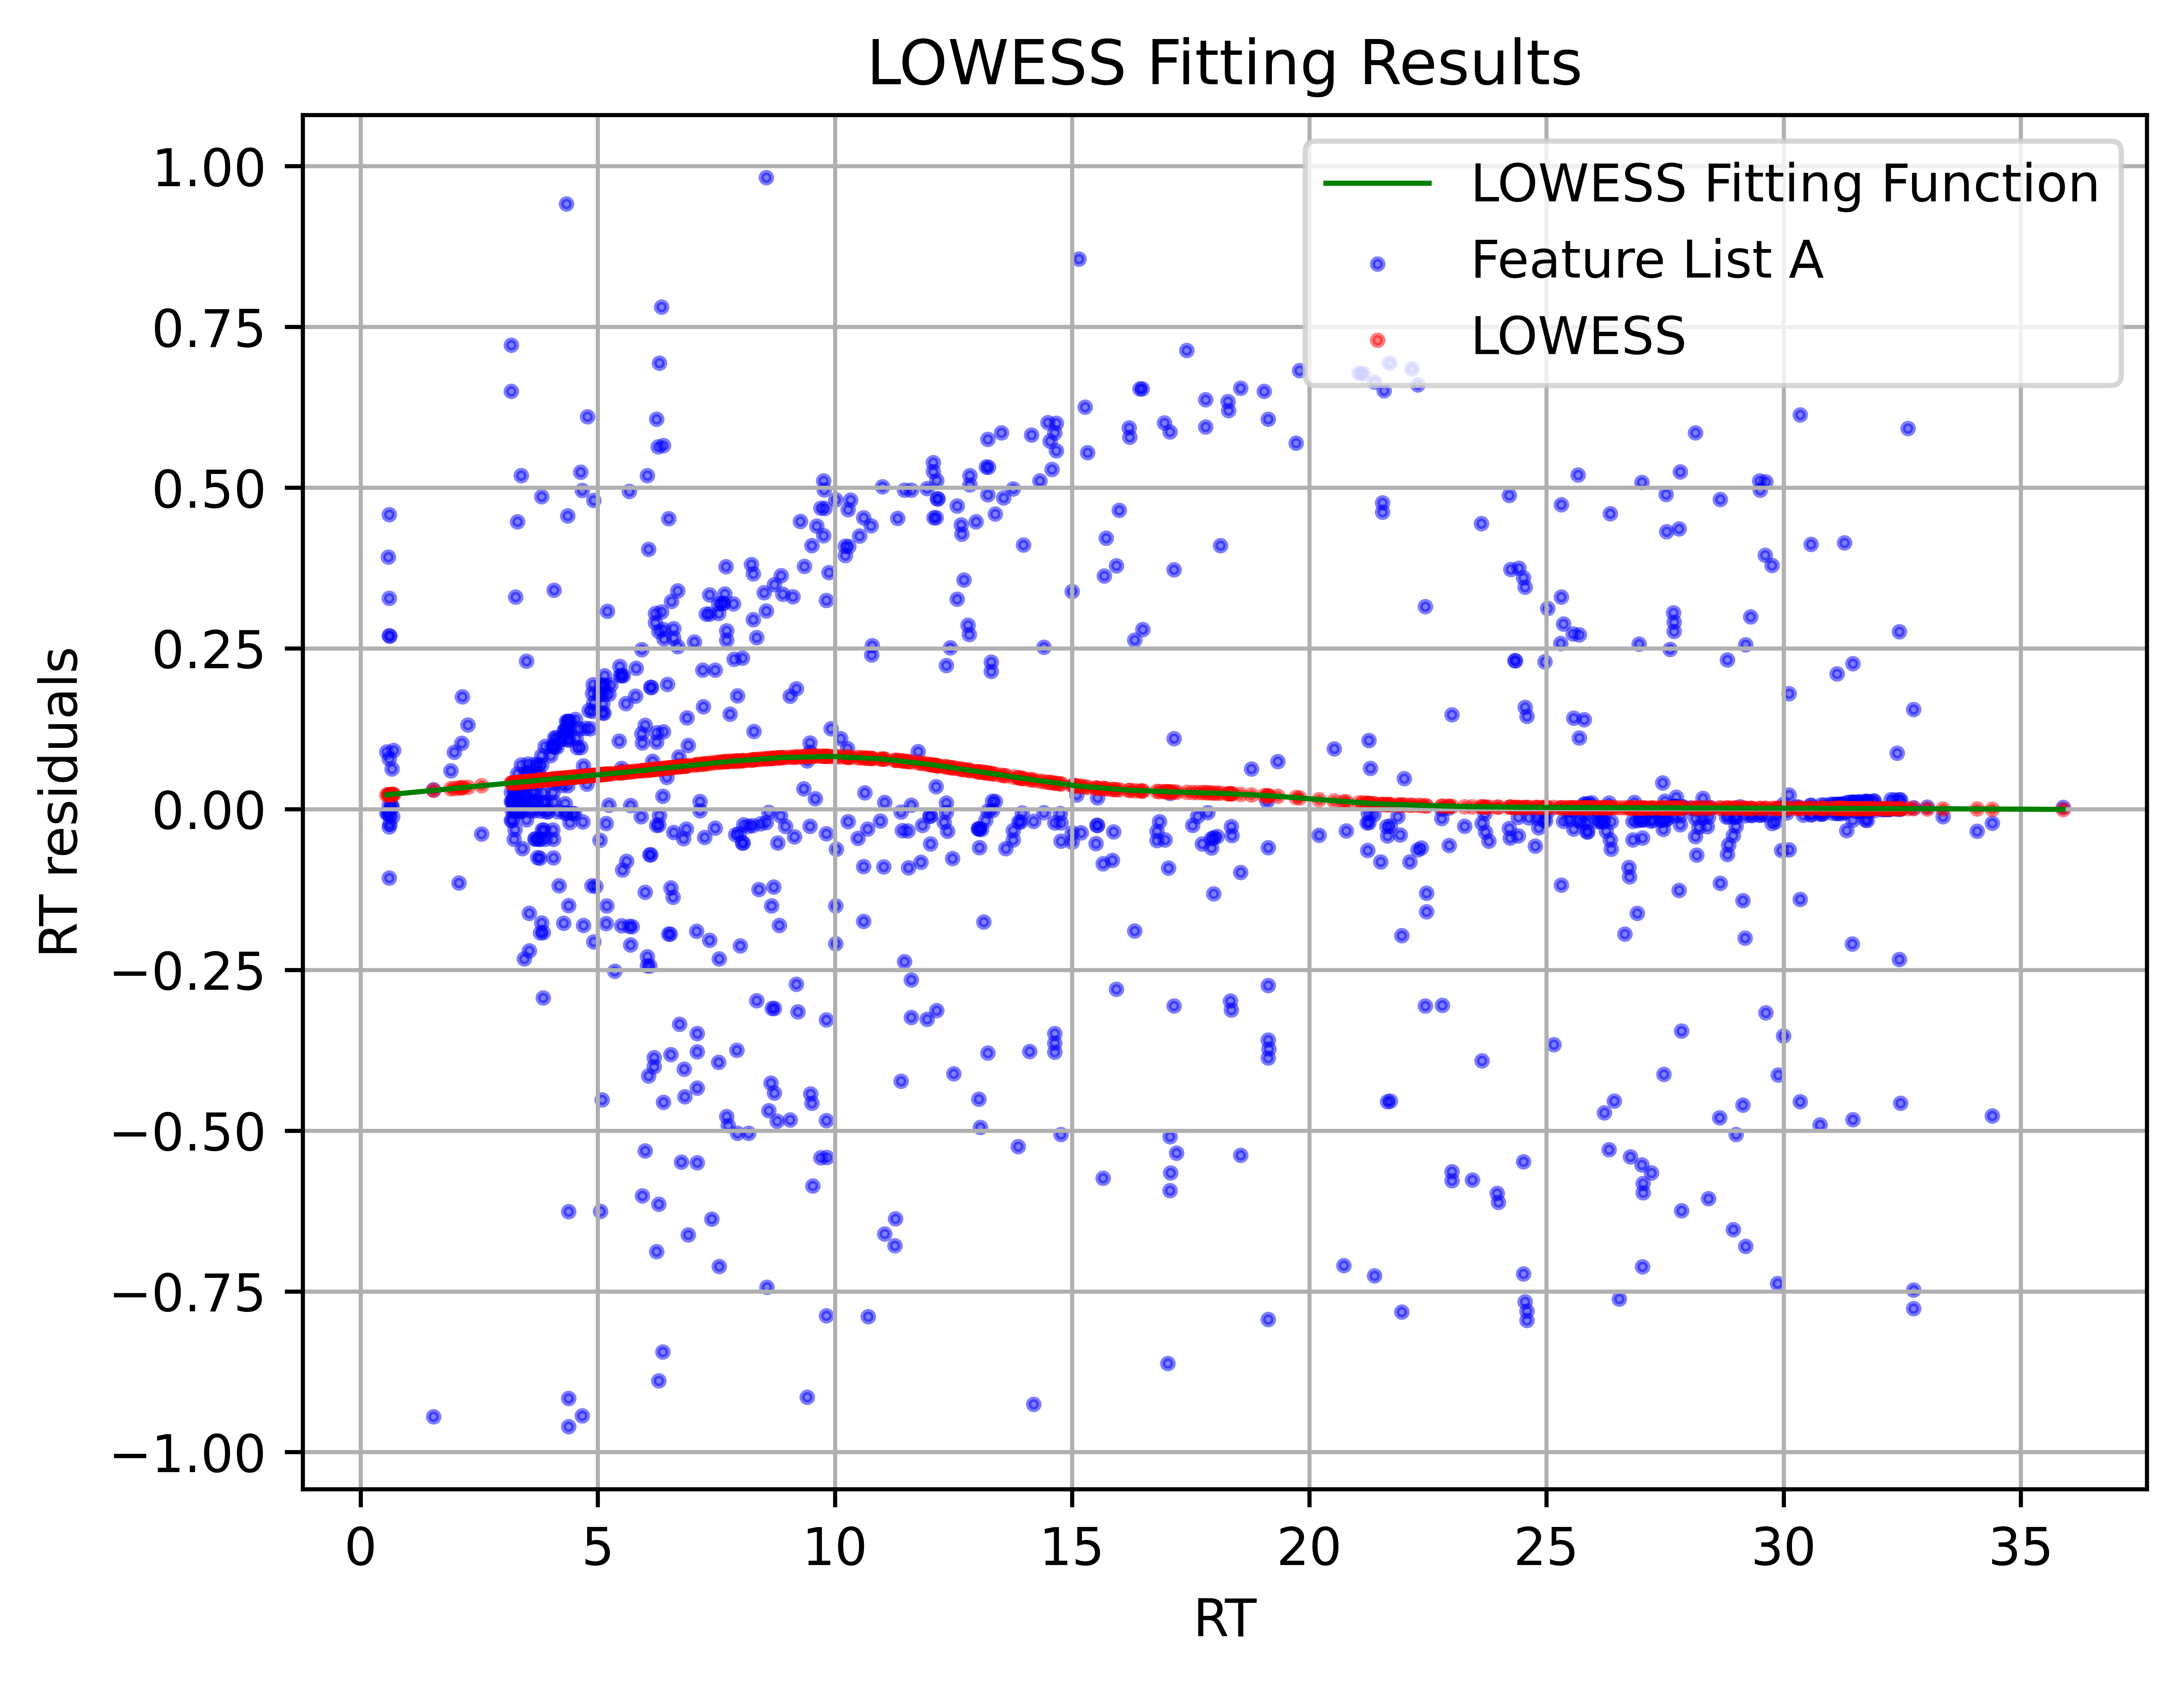 LOWESS Fitting Results
1.00
0.75
0.50
0.25
0.00
−0.25
−0.50
−0.75
−1.00
RT residuals
LOWESS Fitting Function
Feature List A
LOWESS
0 5 10 15 20 25 30 35
RT